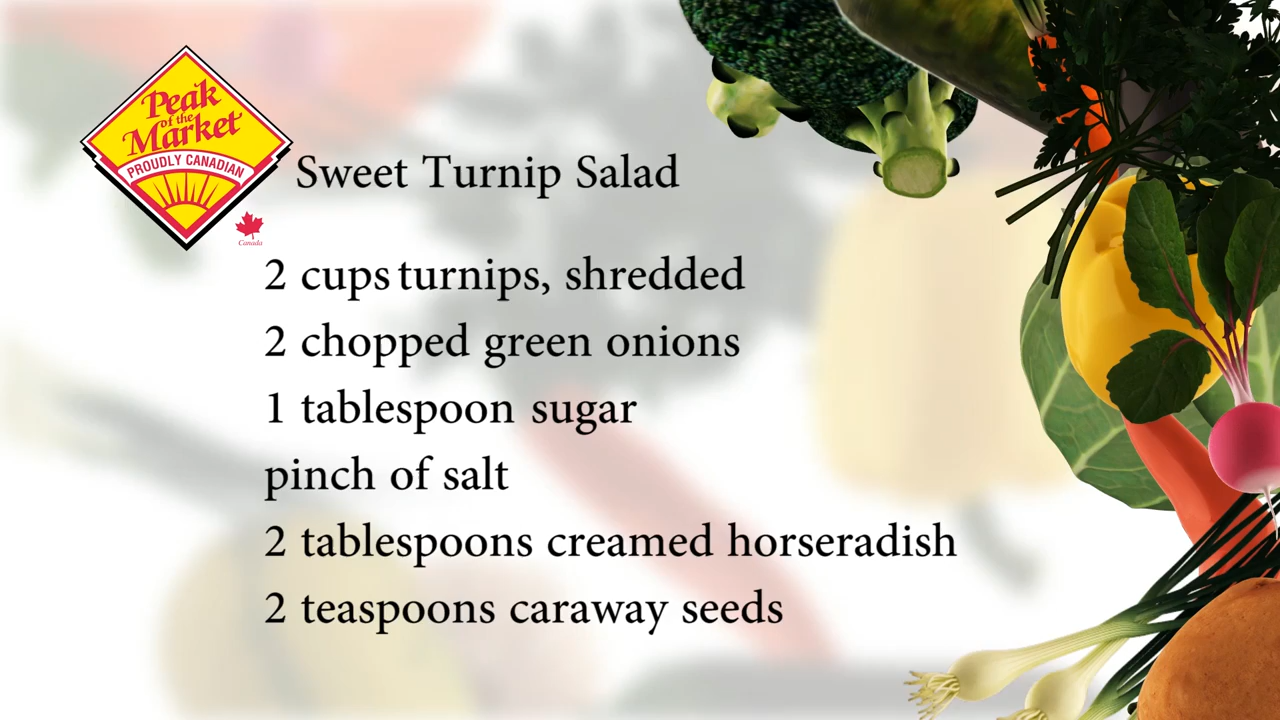 Peak
of the
Market
PROUDLY CANADIAN
Canada
Sweet Turnip Salad
2 cups turnips, shredded
2 chopped green onions
1 tablespoon sugar
pinch of salt
2 tablespoons creamed horseradish
2 teaspoons caraway seeds